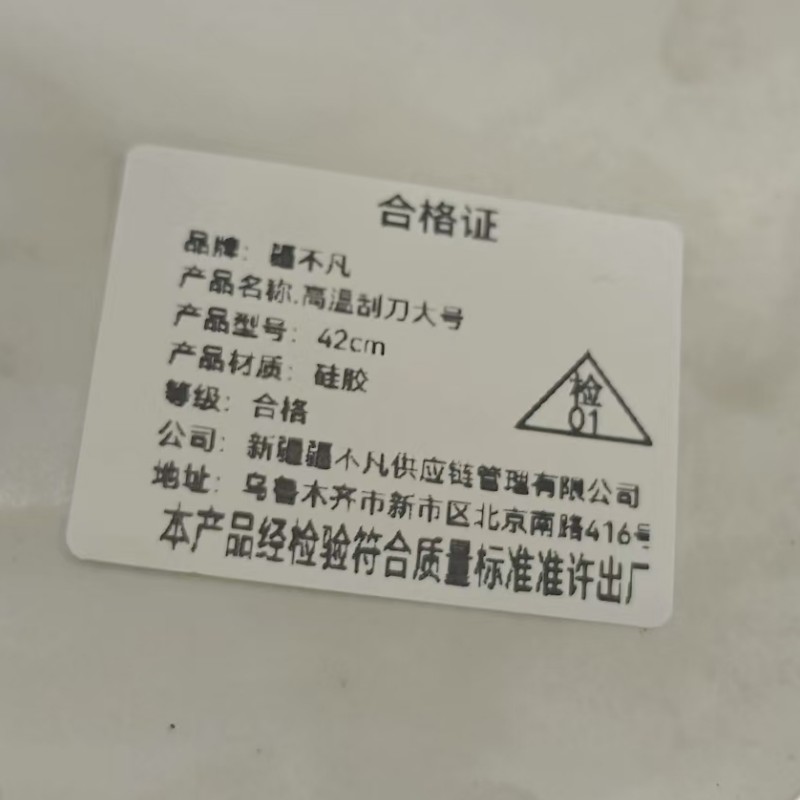 合格证
品牌：疆不凡
产品名称：高温刮刀大号
产品型号：42cm
产品材质：硅胶
等级：合格
检
01
公司：新疆疆不凡供应链管理有限公司
地址：乌鲁木齐市新市区北京南路416号
本产品经检验符合质量标准准许出厂